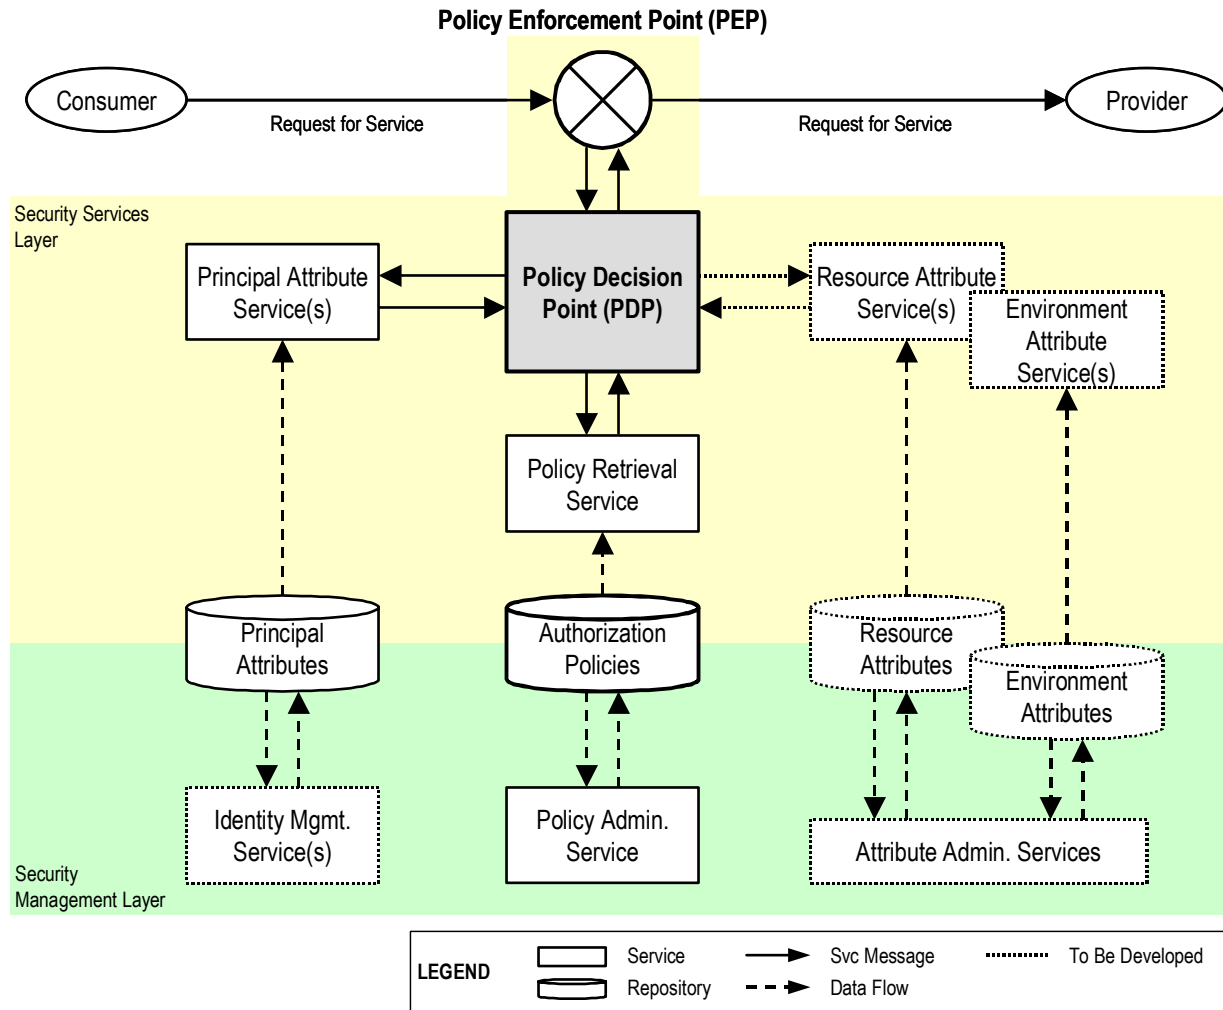 Policy Enforcement Point (PEP)
Consumer
Request for Service
Request for Service
Provider
Security Services
Layer
Principal Attribute
Service(s)
Policy Decision
Point (PDP)
Resource Attribute
Service(s)
Environment
Attribute
Service(s)
Policy Retrieval
Service
Principal
Attributes
Authorization
Policies
Resource
Attributes
Environment
Attributes
Identity Mgmt.
Service(s)
Policy Admin.
Service
Attribute Admin. Services
Security
Management Layer
LEGEND
Service
Svc Message
To Be Developed
Repository
Data Flow